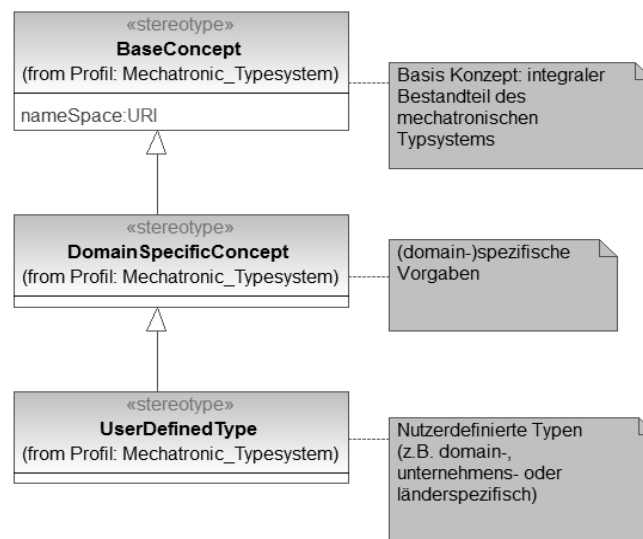 «stereotype»
BaseConcept
(from Profil: Mechatronic_Typesystem)
nameSpace:URI
Basis Konzept: integraler
Bestandteil des
mechatronischen
Typsystems
«stereotype»
DomainSpecificConcept
(from Profil: Mechatronic_Typesystem)
(domain-)spezifische
Vorgaben
«stereotype»
UserDefinedType
(from Profil: Mechatronic_Typesystem)
Nutzerdefinierte Typen
(z.B. domain-,
unternehmens- oder
länderspezifisch)